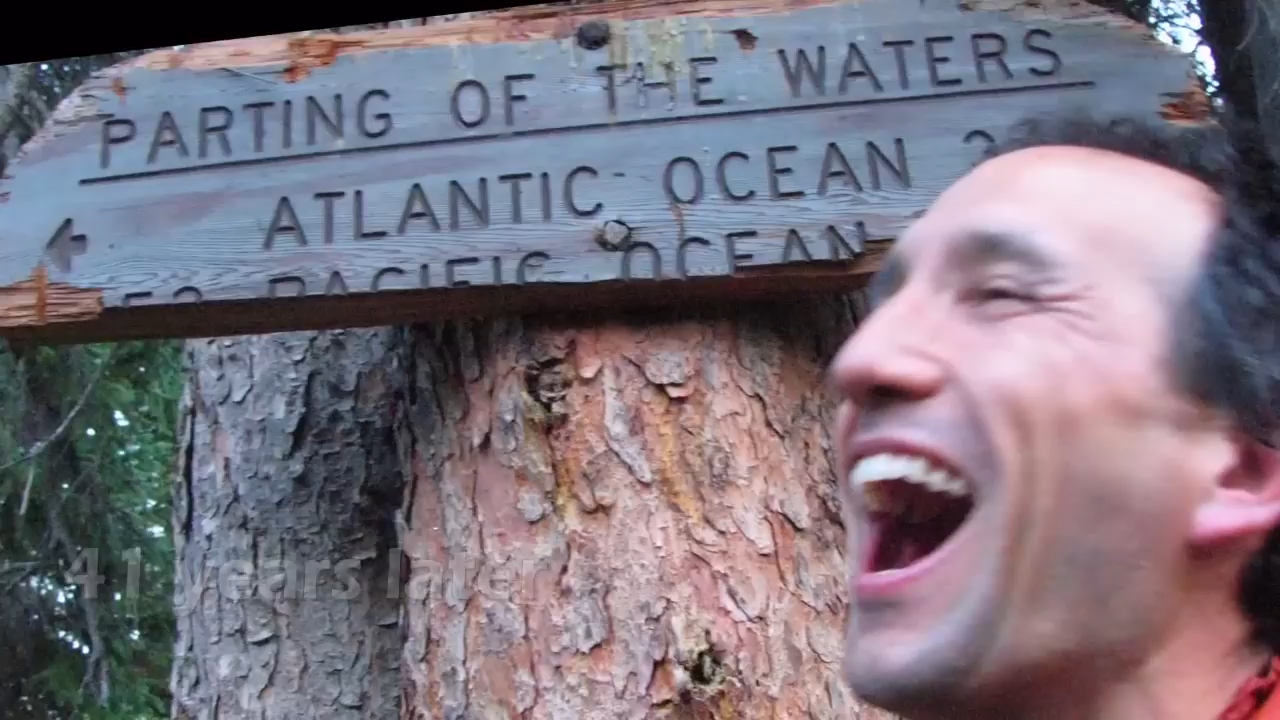 PARTING OF THE WATERS
ATLANTIC OCEAN
PACIFIC OCEAN
41 years later